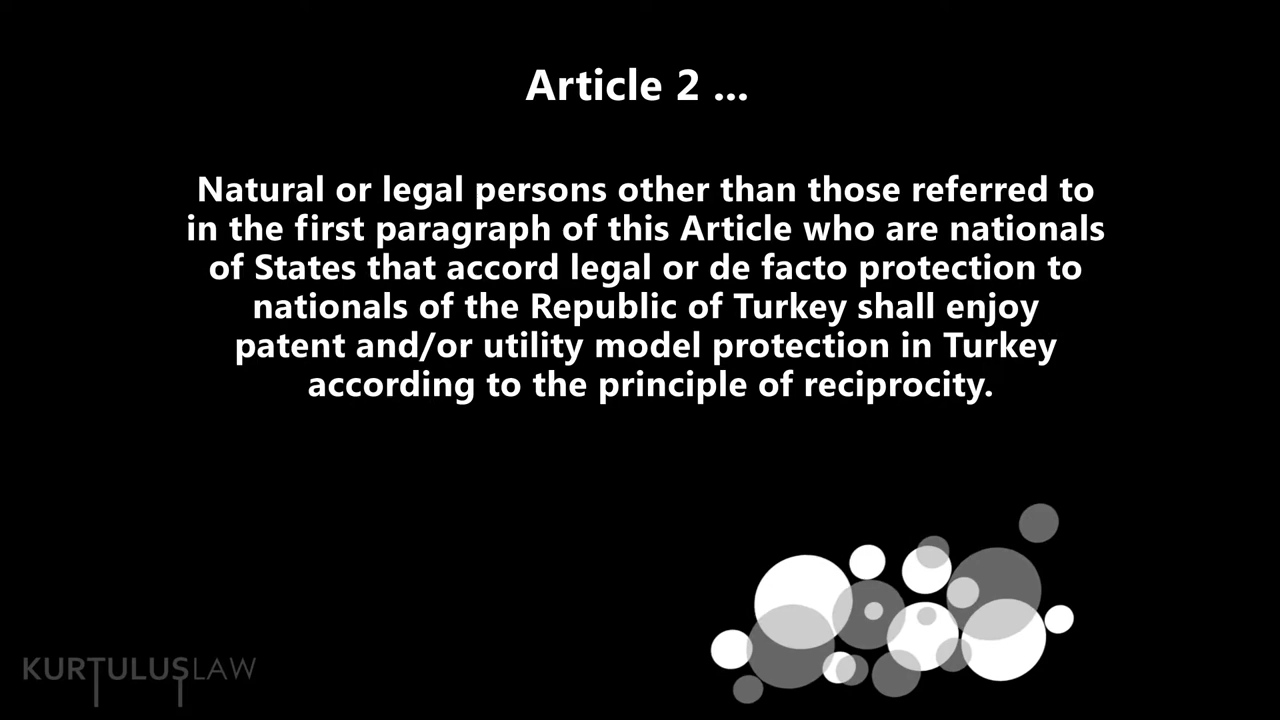 Article 2 ...
Natural or legal persons other than those referred to
in the first paragraph of this Article who are nationals
of States that accord legal or de facto protection to
nationals of the Republic of Turkey shall enjoy
patent and/or utility model protection in Turkey
according to the principle of reciprocity.
KURTULUSLAW